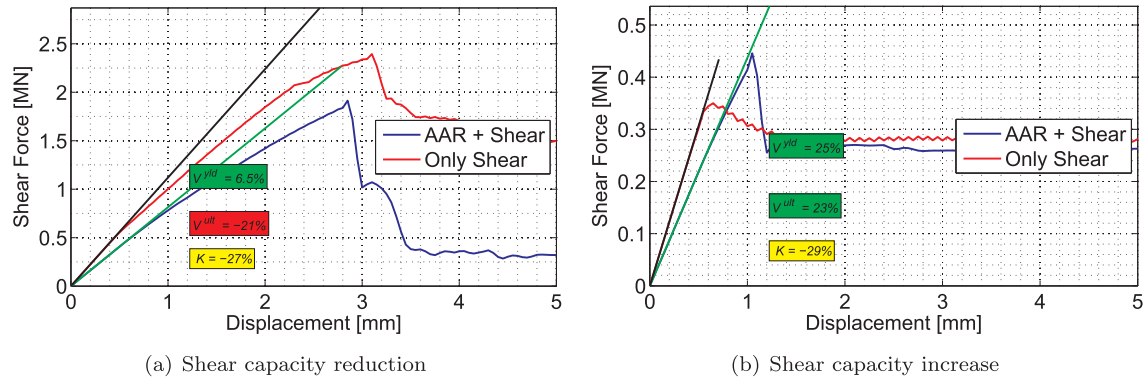 2.5
2
1.5
1
0.5
0
Shear Force [MN]
AAR + Shear
Only Shear
V^yld = 6.5%
V^ult = −21%
K = −27%
0 1 2 3 4 5
Displacement [mm]
(a) Shear capacity reduction
0.5
0.4
0.3
0.2
0.1
0
Shear Force [MN]
AAR + Shear
Only Shear
V^yld = 25%
V^ult = 23%
K = −29%
0 1 2 3 4 5
Displacement [mm]
(b) Shear capacity increase